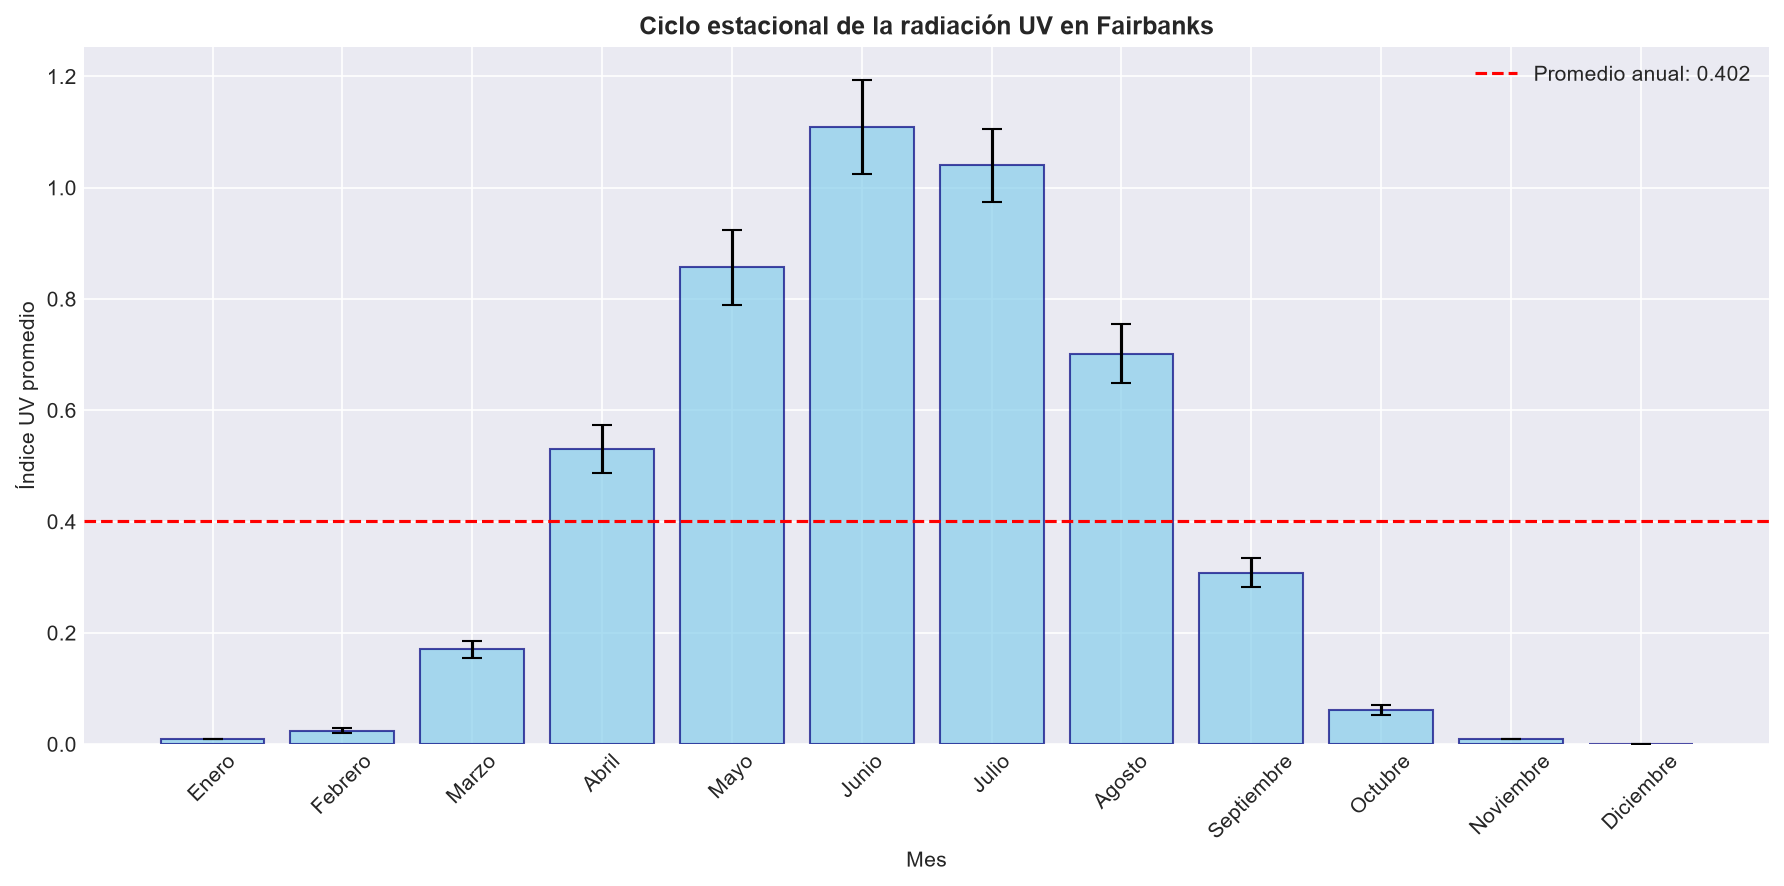 Ciclo estacional de la radiación UV en Fairbanks
Promedio anual: 0.402
Índice UV promedio
1.2
1.0
0.8
0.6
0.4
0.2
0.0
Enero
Febrero
Marzo
Abril
Mayo
Junio
Julio
Agosto
Septiembre
Octubre
Noviembre
Diciembre
Mes